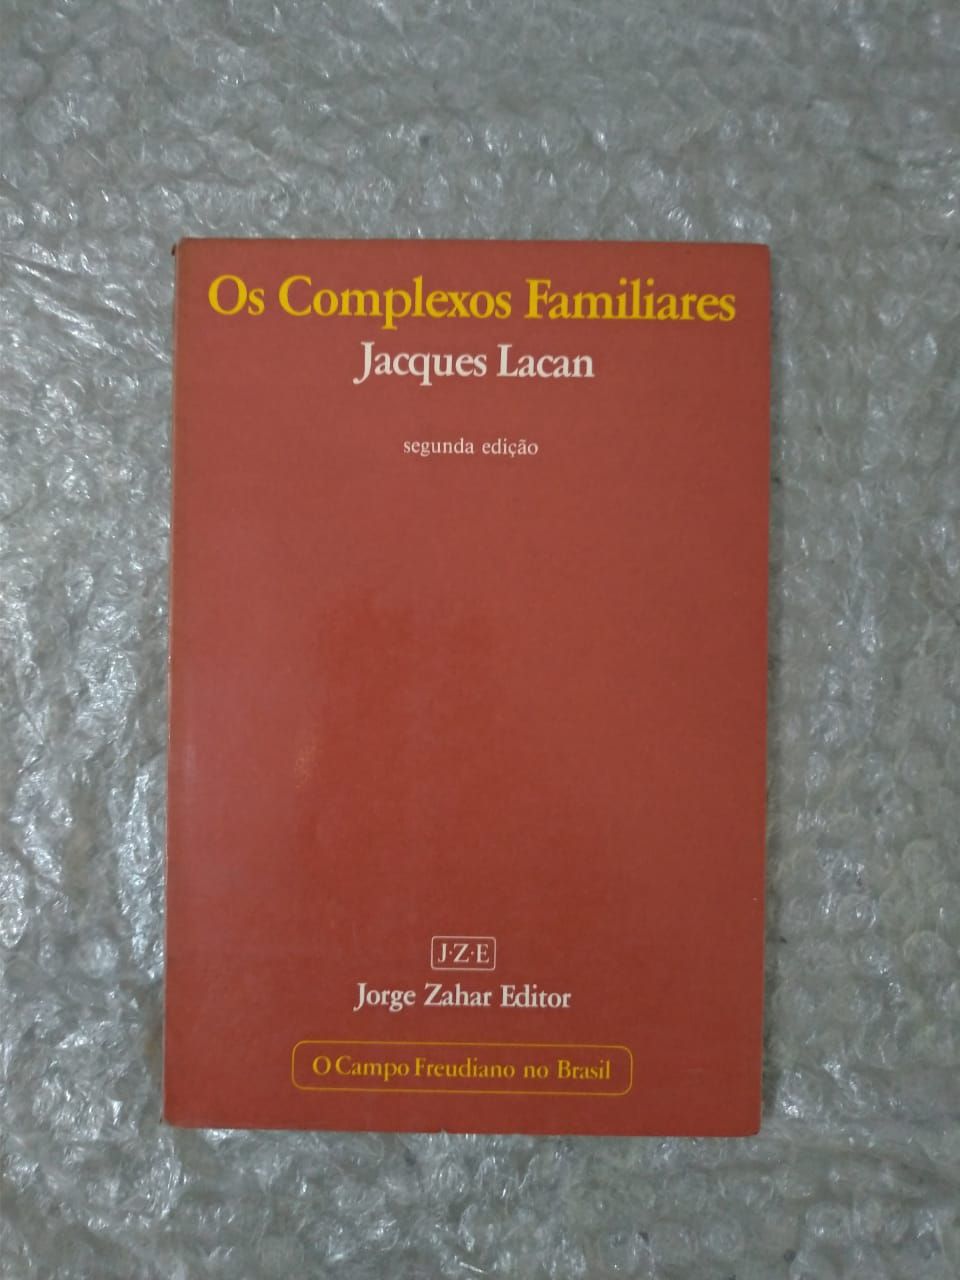 Os Complexos Familiares
Jacques Lacan
segunda edição
J·Z·E
Jorge Zahar Editor
O Campo Freudiano no Brasil